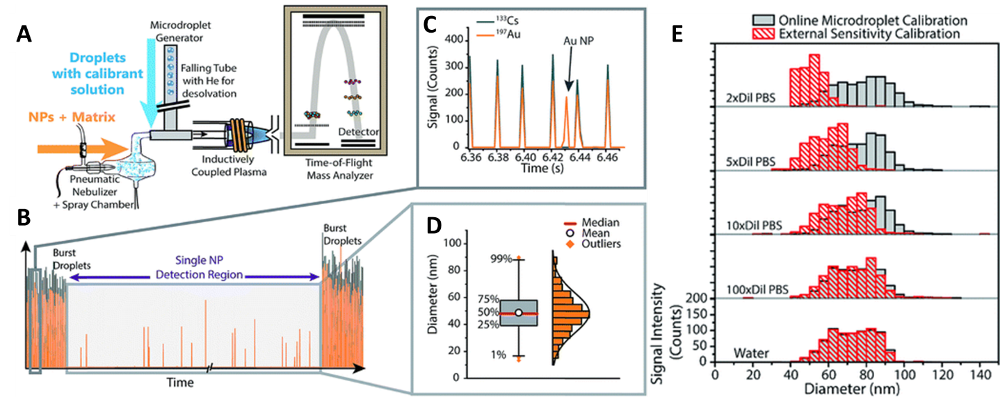 A
Microdroplet
Generator
Droplets
with calibrant
solution
Falling Tube
with He for
desolvation
NPs + Matrix
Pneumatic
Nebulizer
+ Spray Chamber
Inductively
Coupled Plasma
Detector
Time-of-Flight
Mass Analyzer
B
Burst
Droplets
Single NP
Detection Region
Burst
Droplets
Time
C
¹³³Cs
¹⁹⁷Au
Au NP
Signal (Counts)
400
300
200
100
0
6.36 6.38 6.40 6.42 6.44 6.46
Time (s)
D
Median
Mean
Outliers
Diameter (nm)
100
80
60
40
20
0
99%
75%
50%
25%
1%
E
Online Microdroplet Calibration
External Sensitivity Calibration
2xDil PBS
5xDil PBS
10xDil PBS
100xDil PBS
Water
Signal Intensity
(Counts)
200
150
100
50
0
0 20 40 60 80 100 120 140
Diameter (nm)